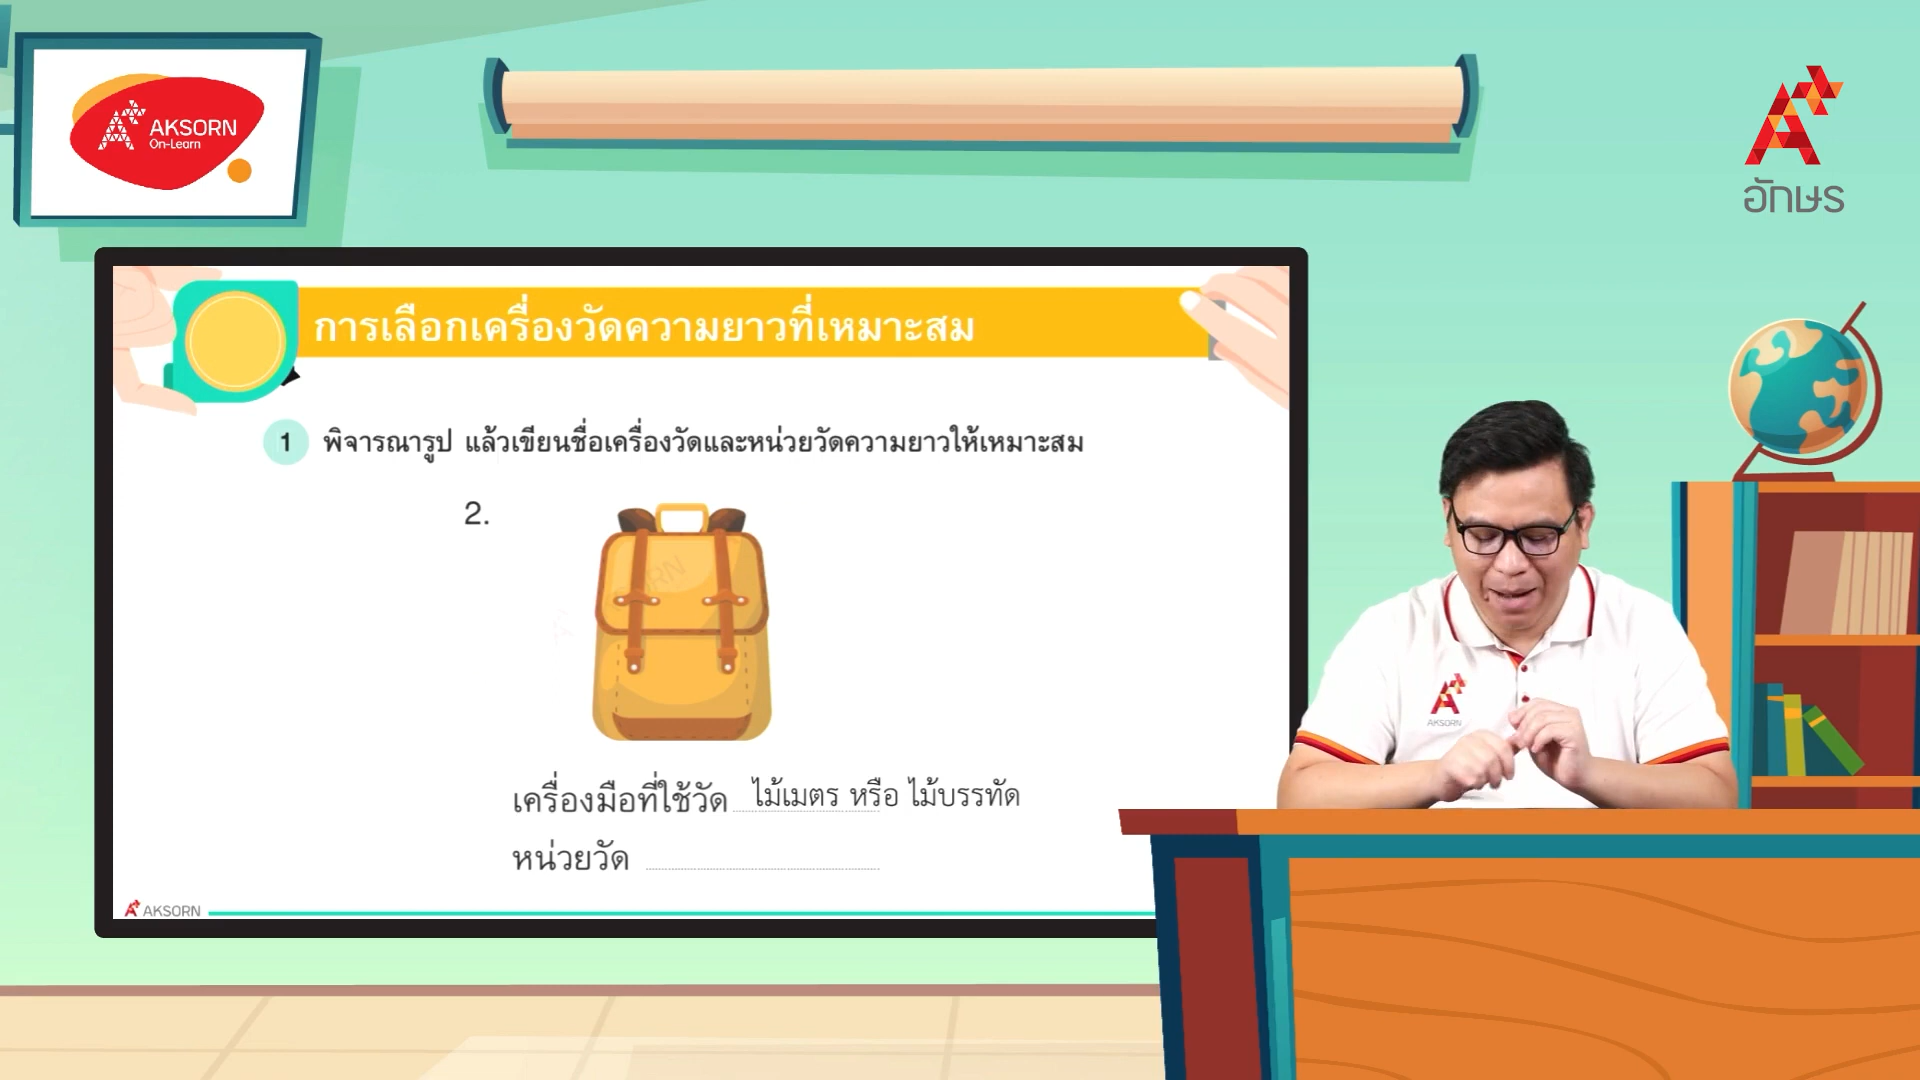 AKSORN
On-Learn
อักษร
การเลือกเครื่องวัดความยาวที่เหมาะสม
1 พิจารณารูป แล้วเขียนชื่อเครื่องวัดและหน่วยวัดความยาวให้เหมาะสม
2.
เครื่องมือที่ใช้วัด ไม้เมตร หรือ ไม้บรรทัด
หน่วยวัด
AKSORN
AKSORN